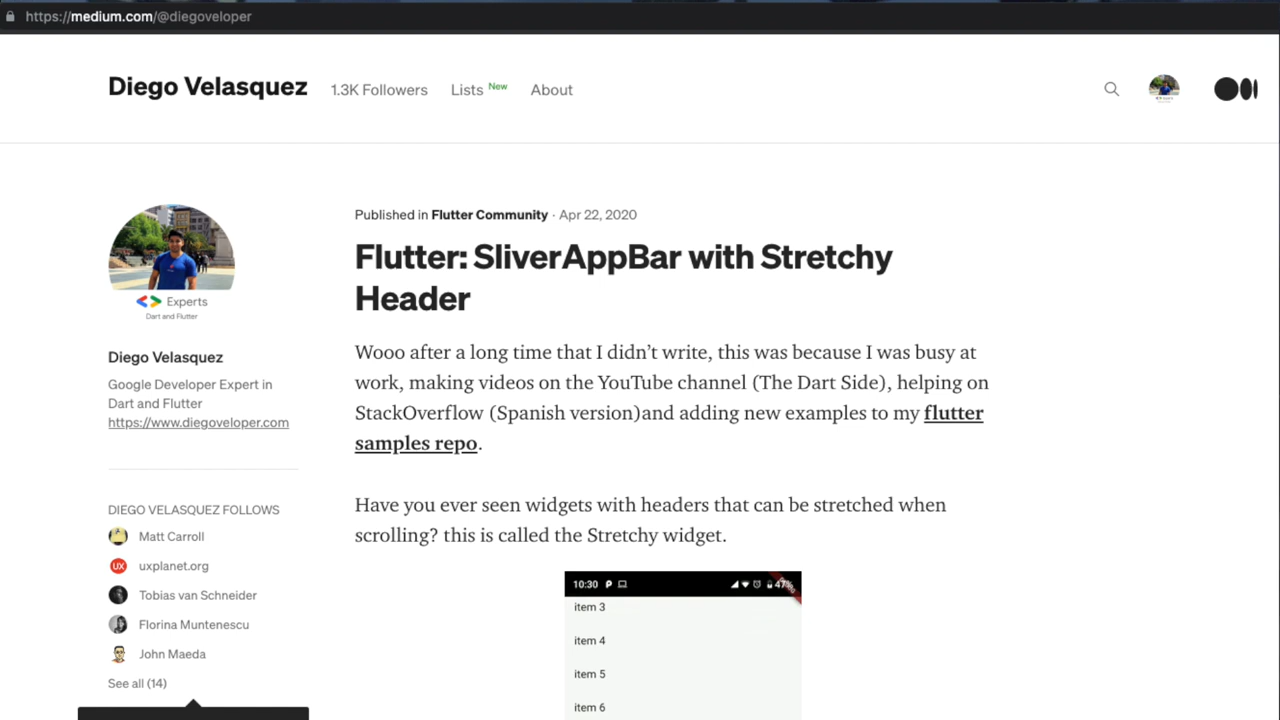 https://medium.com/@diegoveloper
Diego Velasquez 1.3K Followers Lists New About
Experts
Dart and Flutter
Diego Velasquez
Google Developer Expert in
Dart and Flutter
https://www.diegoveloper.com
DIEGO VELASQUEZ FOLLOWS
Matt Carroll
UX uxplanet.org
Tobias van Schneider
Florina Muntenescu
John Maeda
See all (14)
Published in Flutter Community · Apr 22, 2020
Flutter: SliverAppBar with Stretchy
Header
Wooo after a long time that I didn’t write, this was because I was busy at
work, making videos on the YouTube channel (The Dart Side), helping on
StackOverflow (Spanish version)and adding new examples to my flutter
samples repo.
Have you ever seen widgets with headers that can be stretched when
scrolling? this is called the Stretchy widget.
10:30 47%
item 3
item 4
item 5
item 6